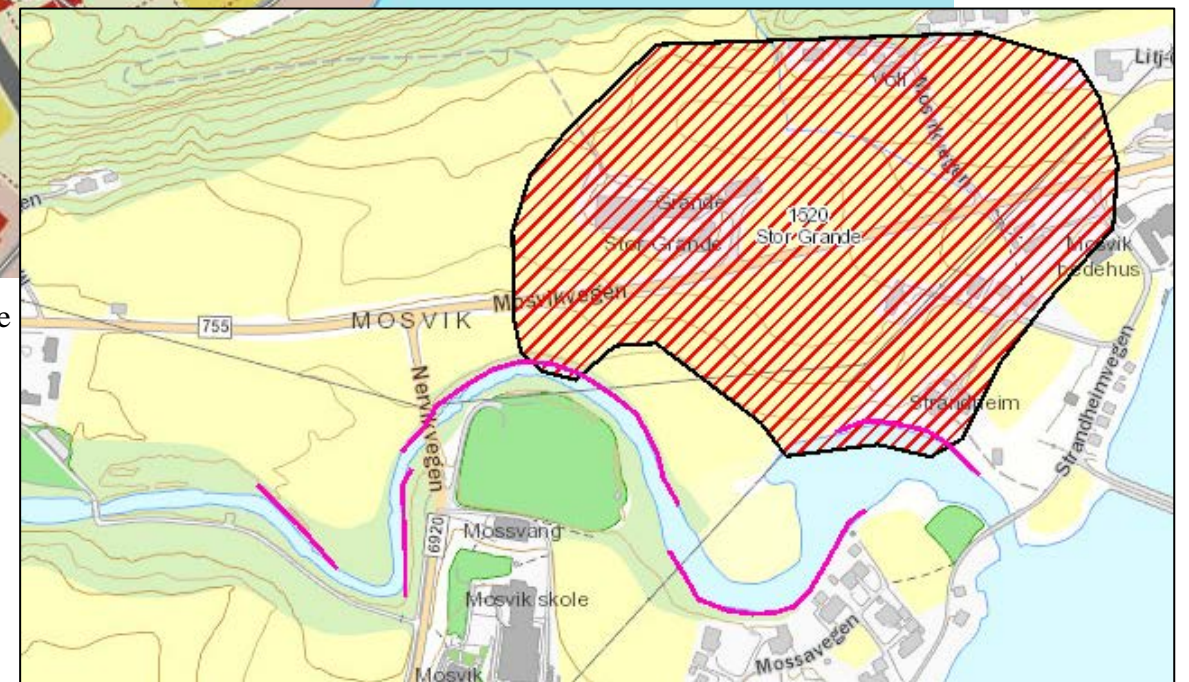 Litj-
Voli
Mosvikvegen
en
Grande
Stor Grande
1520
Stor Grande
Mosvik
bedehus
Mosvikvegen
e
755
MOSVIK
Nervikvegen
Strandheim
Strandheimvegen
6920
Mossvang
Mosvik skole
Mossavegen
Mosvik